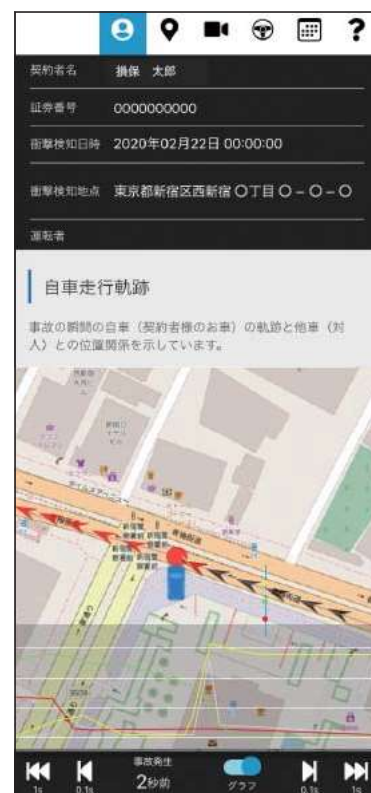 ?
契約者名 損保 太郎
証券番号 0000000000
衝撃検知日時 2020年02月22日 00:00:00
衝撃検知地点 東京都新宿区西新宿〇丁目〇-〇-〇
運転者
自車走行軌跡
事故の瞬間の自車（契約者様のお車）の軌跡と他車（対
人）との位置関係を示しています。
事故発生
2秒前
グラフ
1s
0.1s
0.1s
1s